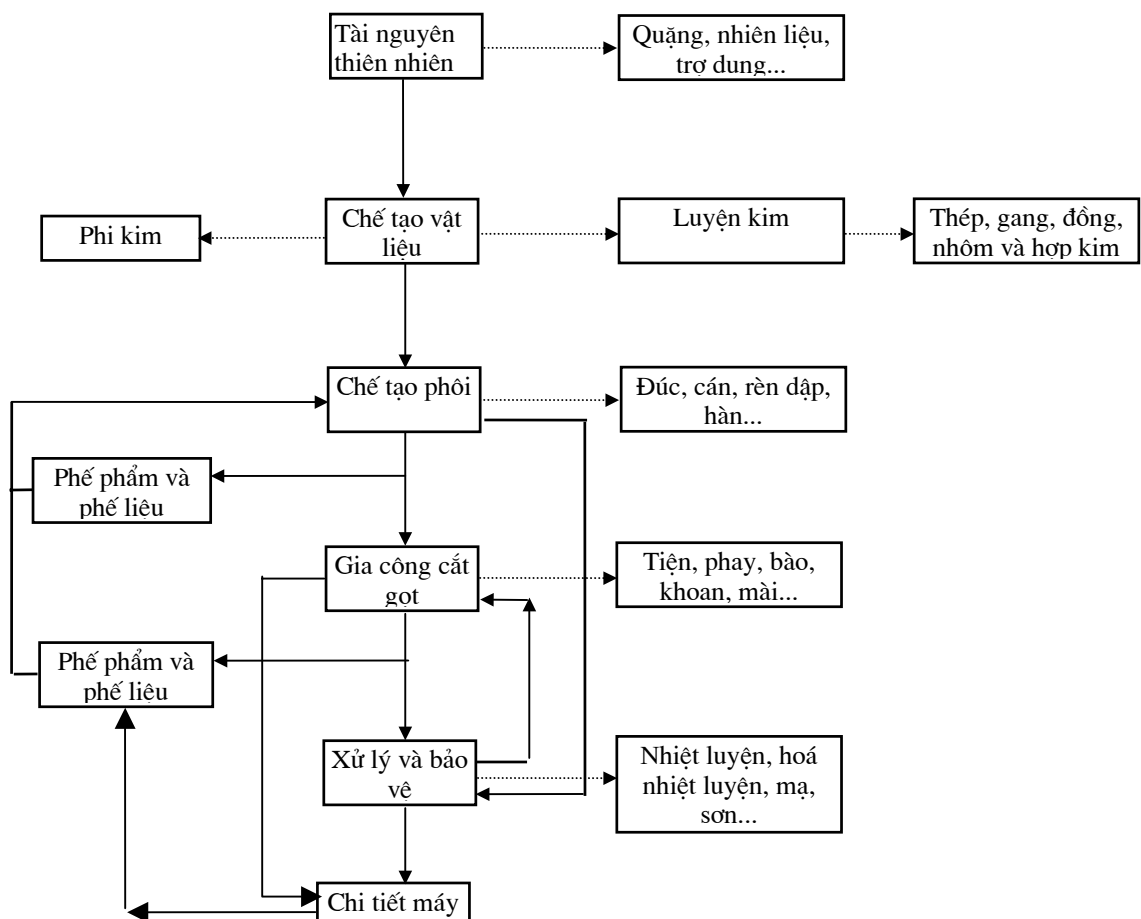 Tài nguyên
thiên nhiên
Quặng, nhiên liệu,
trợ dung...
Phi kim
Chế tạo vật
liệu
Luyện kim
Thép, gang, đồng,
nhôm và hợp kim
Chế tạo phôi
Đúc, cán, rèn dập,
hàn...
Phế phẩm và
phế liệu
Gia công cắt
gọt
Tiện, phay, bào,
khoan, mài...
Phế phẩm và
phế liệu
Xử lý và bảo
vệ
Nhiệt luyện, hoá
nhiệt luyện, mạ,
sơn...
Chi tiết máy